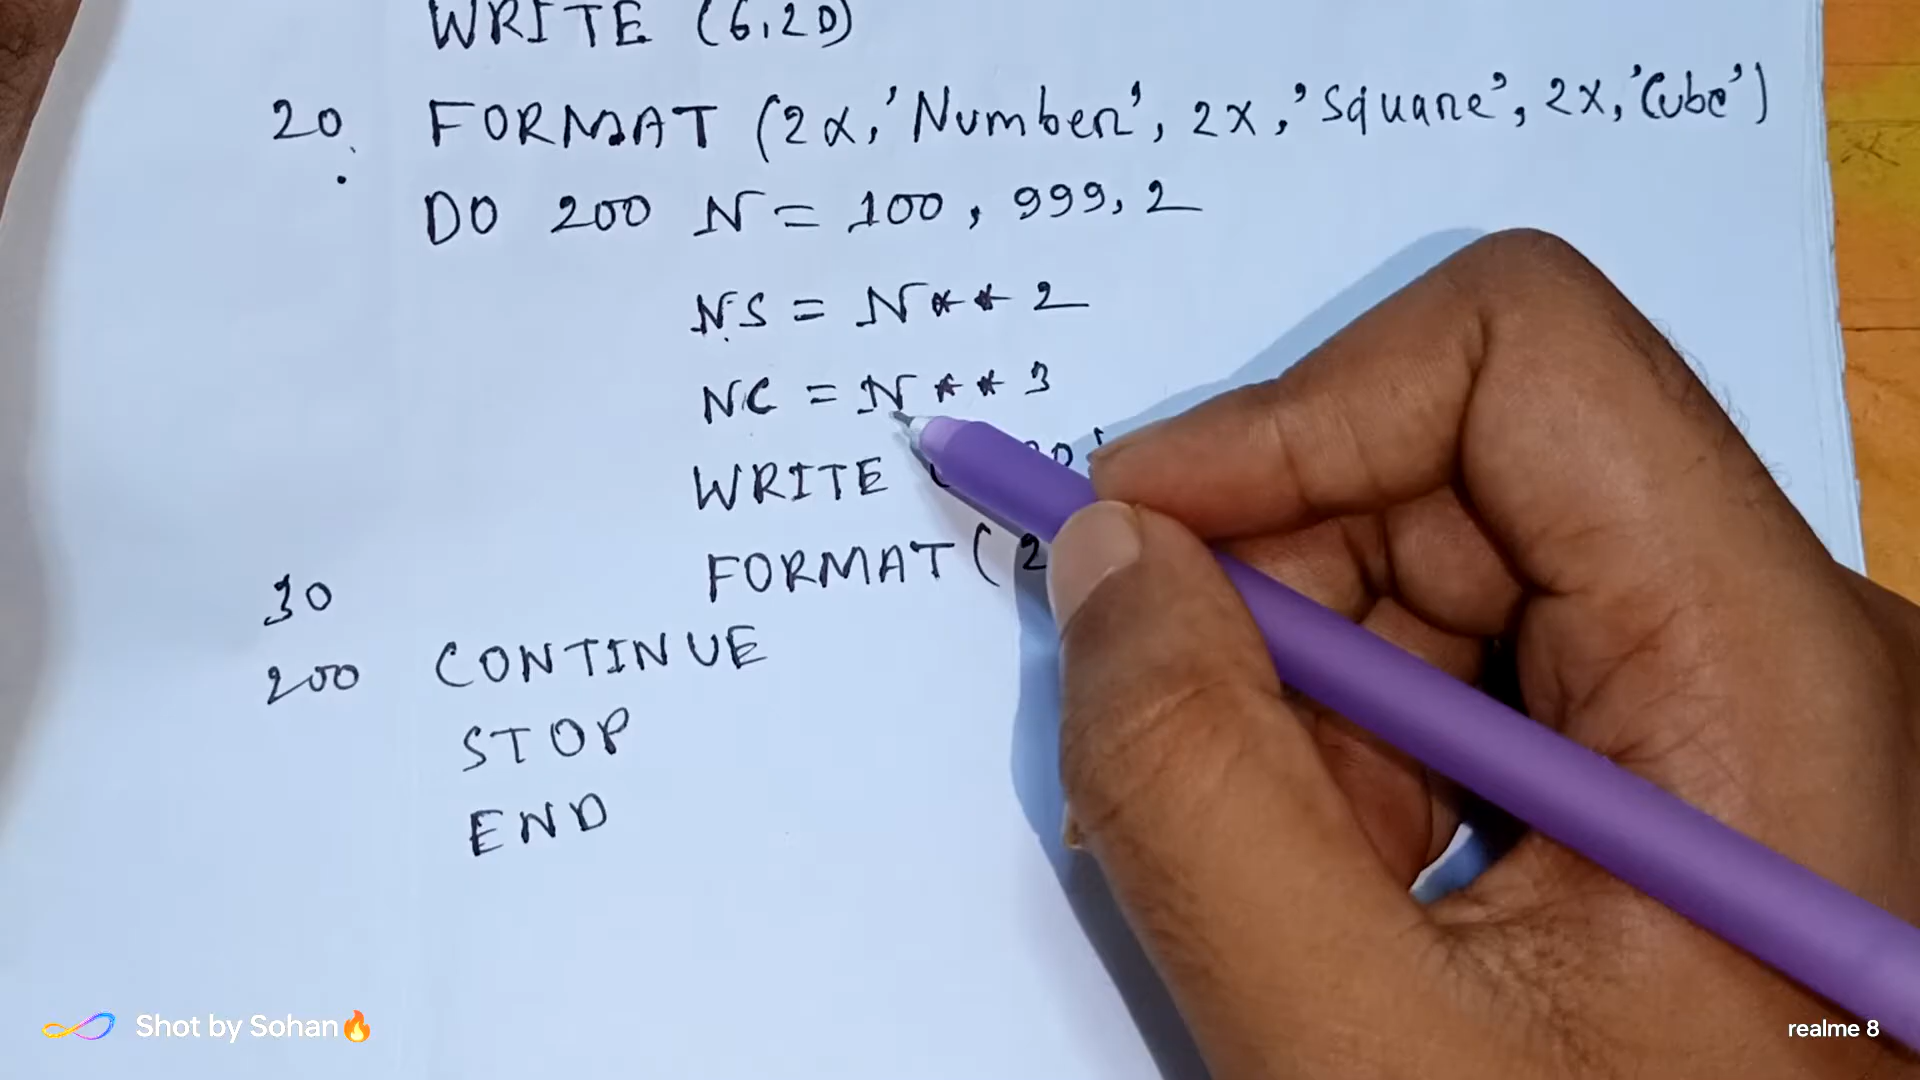 WRITE (6,20)
20 FORMAT (2x, 'Number', 2x, 'Square', 2x, 'Cube')
DO 200 N = 100, 999, 2
NS = N**2
NC = N**3
WRITE (
30 FORMAT (2
200 CONTINUE
STOP
END
Shot by Sohan🔥
realme 8